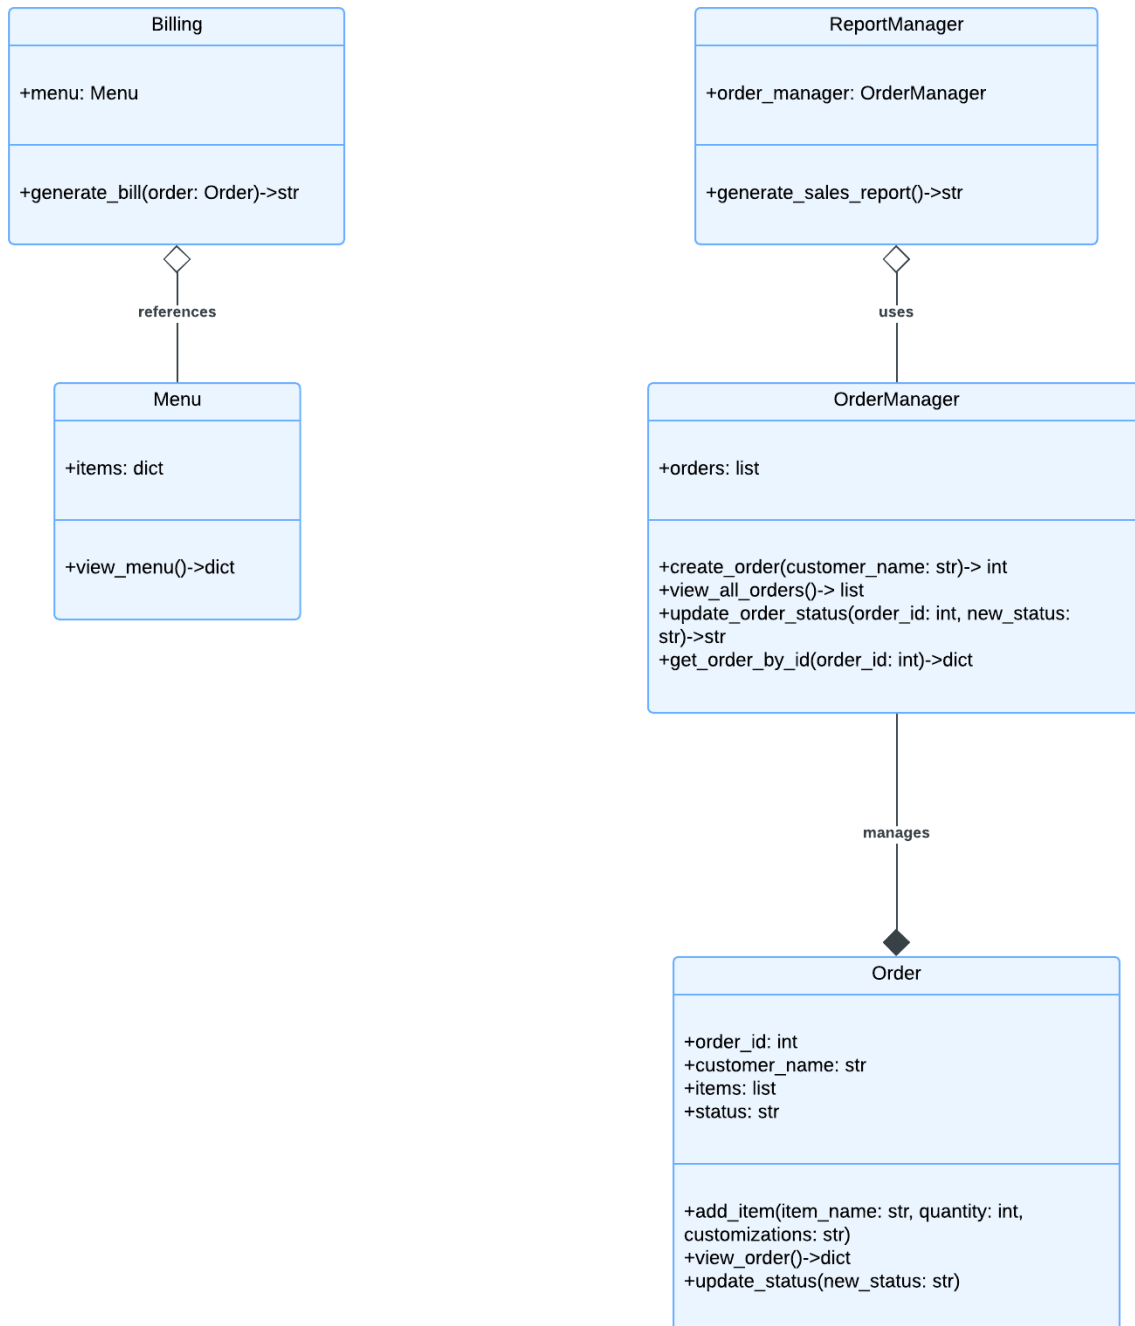 Billing
+menu: Menu
+generate_bill(order: Order)->str
references
Menu
+items: dict
+view_menu()->dict
ReportManager
+order_manager: OrderManager
+generate_sales_report()->str
uses
OrderManager
+orders: list
+create_order(customer_name: str)-> int
+view_all_orders()-> list
+update_order_status(order_id: int, new_status:
str)->str
+get_order_by_id(order_id: int)->dict
manages
Order
+order_id: int
+customer_name: str
+items: list
+status: str
+add_item(item_name: str, quantity: int,
customizations: str)
+view_order()->dict
+update_status(new_status: str)